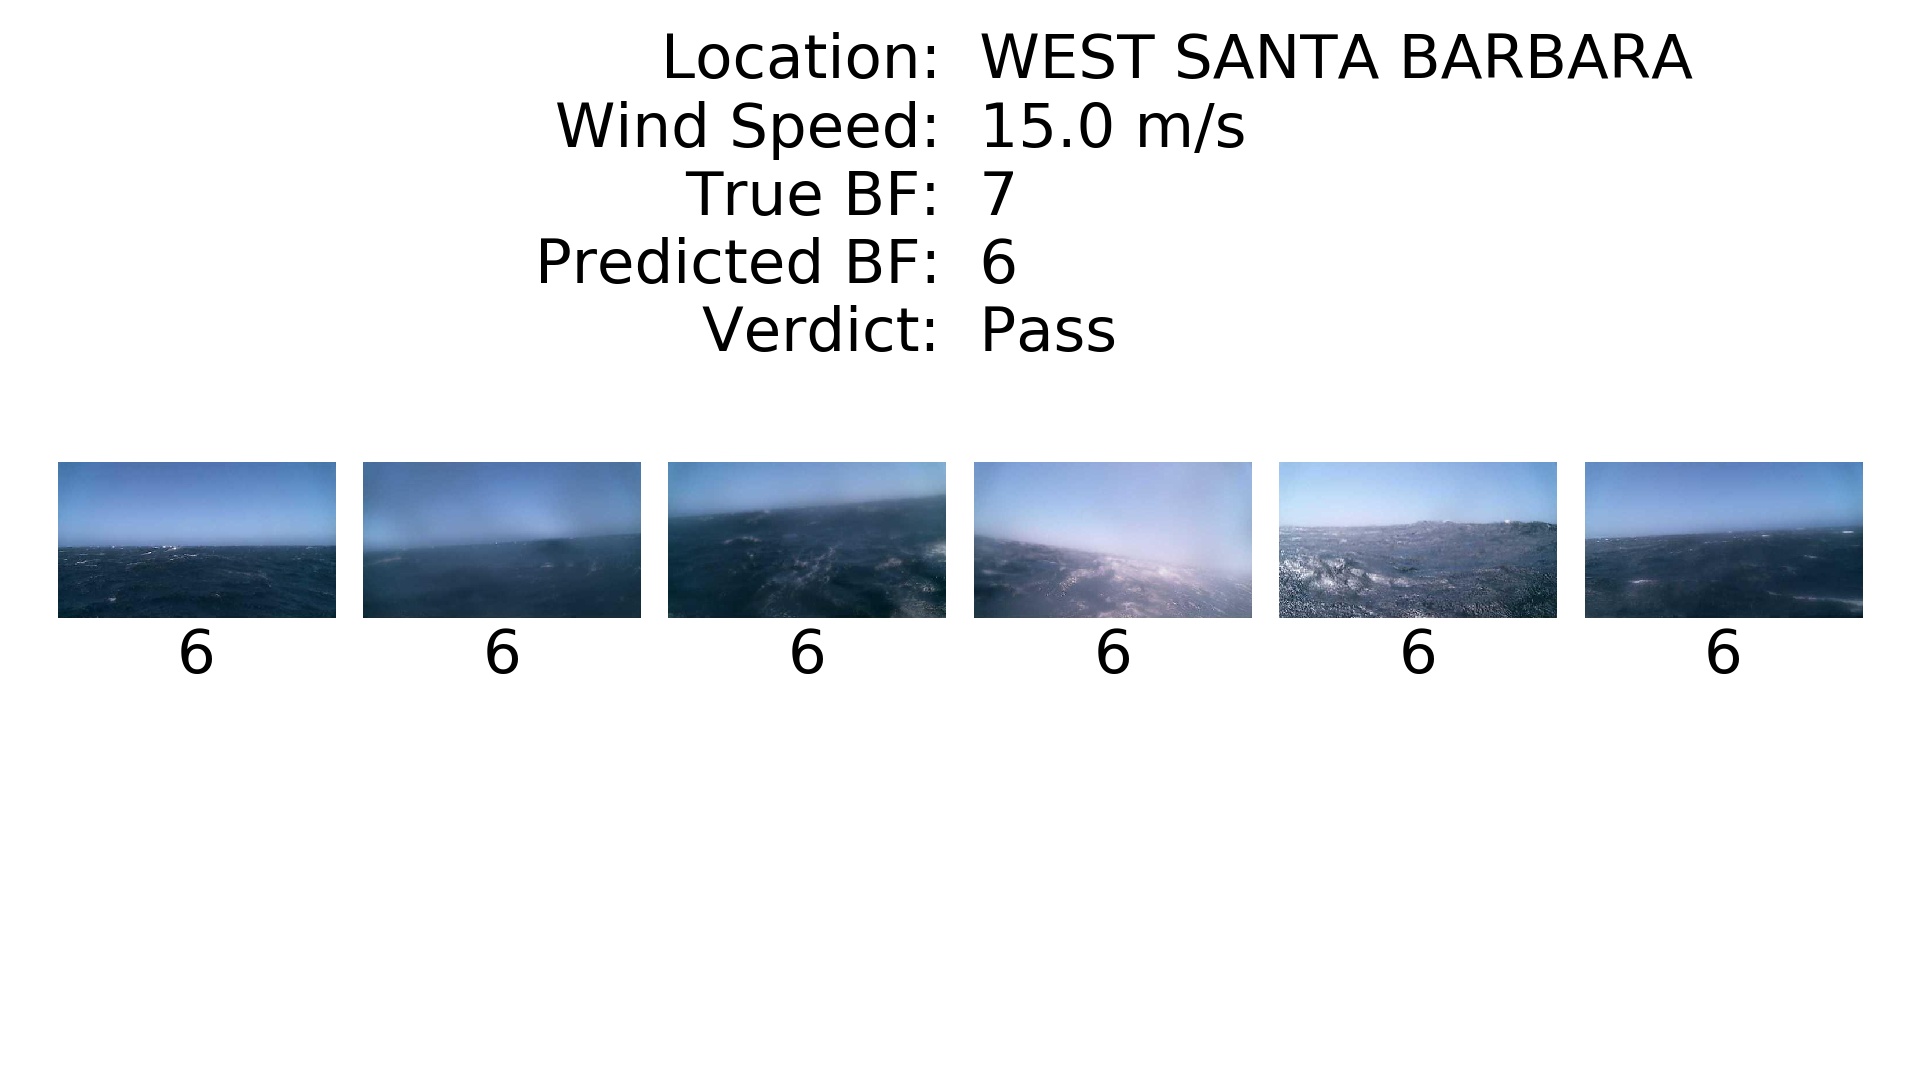 Location: WEST SANTA BARBARA
Wind Speed: 15.0 m/s
True BF: 7
Predicted BF: 6
Verdict: Pass
6 6 6 6 6 6